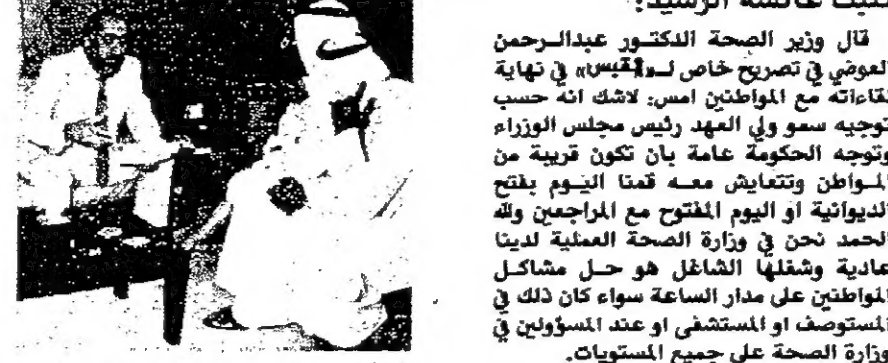 كتبت عائشة الرشيد:
قال وزير الصحة الدكتور عبدالرحمن
العوضي في تصريح خاص لـ«القبس» في نهاية
لقاءاته مع المواطنين امس: لاشك انه حسب
توجيه سمو ولي العهد رئيس مجلس الوزراء
وتوجه الحكومة عامة بان تكون قريبة من
المواطن وتتعايش معه قمنا اليوم بفتح
الديوانية او اليوم المفتوح مع المراجعين ولله
الحمد نحن في وزارة الصحة العملية لدينا
عادية وشغلها الشاغل هو حل مشاكل
المواطنين على مدار الساعة سواء كان ذلك في
المستوصف او المستشفى او عند المسؤولين في
وزارة الصحة على جميع المستويات.